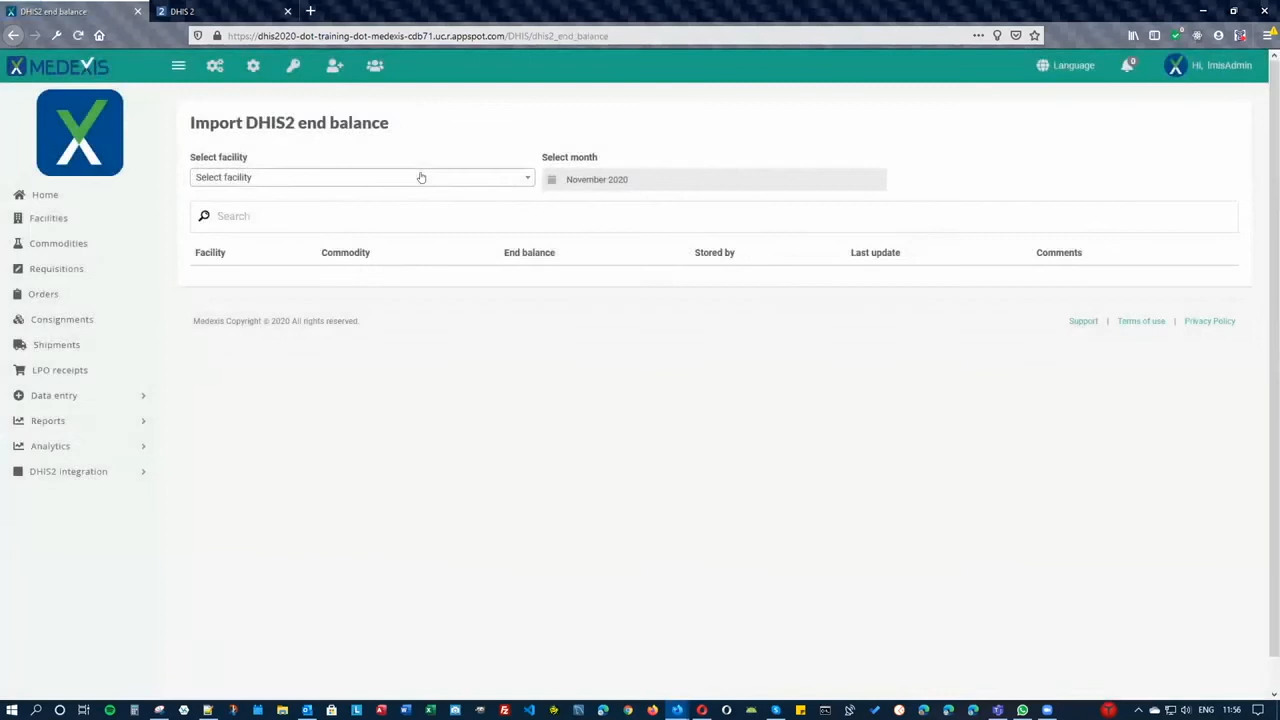 DHIS2 end balance
DHIS 2
https://dhis2020-dot-training-dot-medexis-cdb71.uc.r.appspot.com/DHIS/dhis2_end_balance
MEDEXIS
Language
0
Hi, lmisAdmin
Import DHIS2 end balance
Select facility
Select month
Select facility
November 2020
Search
Facility
Commodity
End balance
Stored by
Last update
Comments
Medexis Copyright © 2020 All rights reserved.
Support | Terms of use | Privacy Policy
Home
Facilities
Commodities
Requisitions
Orders
Consignments
Shipments
LPO receipts
Data entry
Reports
Analytics
DHIS2 integration
ENG
11:56